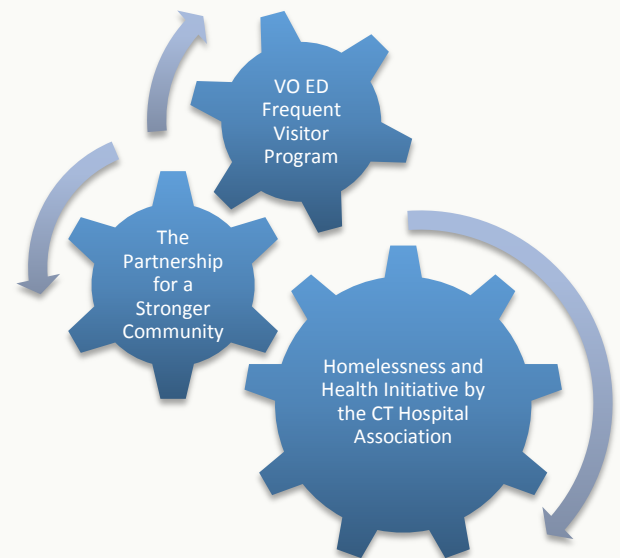 VO ED
Frequent
Visitor
Program
The
Partnership
for a
Stronger
Community
Homelessness and
Health Initiative by
the CT Hospital
Association